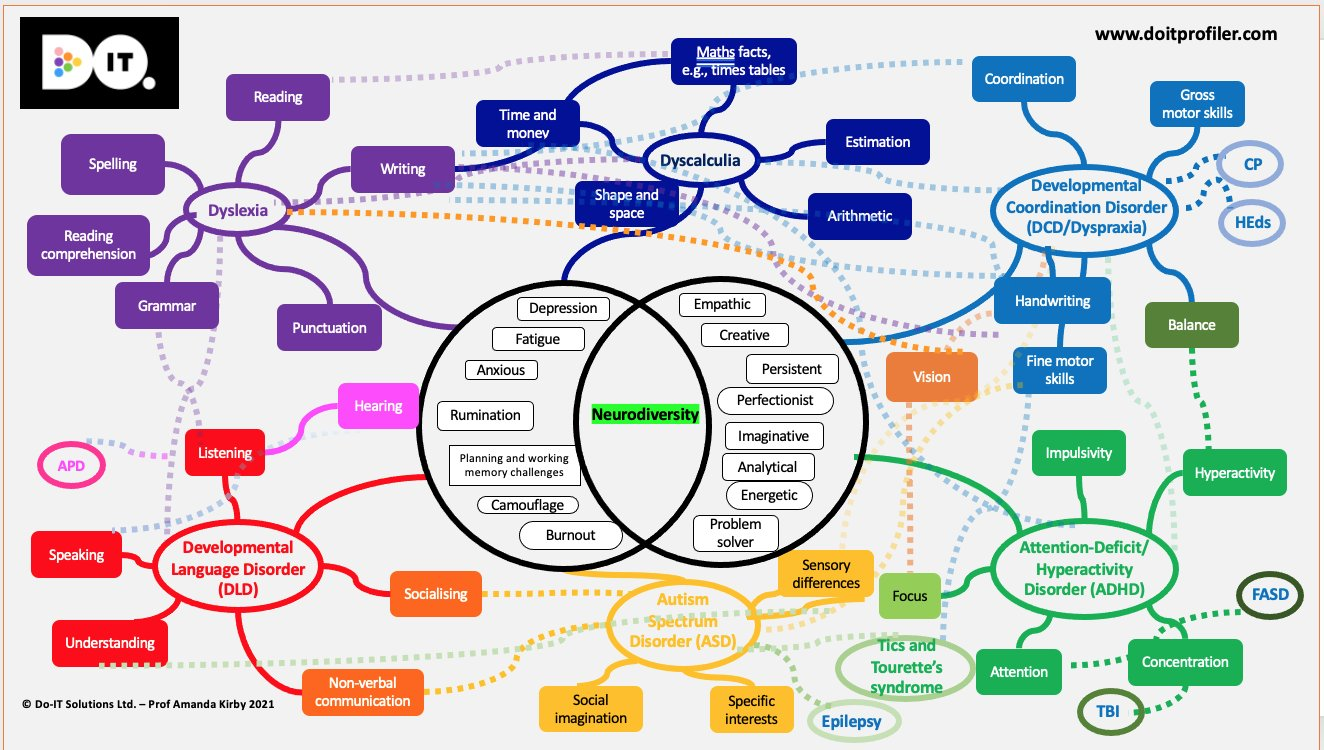 DO IT.
www.doitprofiler.com
Maths facts,
e.g., times tables
Coordination
Reading
Gross
motor skills
Time and
money
Spelling
Writing
Dyscalculia
Estimation
CP
Dyslexia
Shape and
space
Arithmetic
Developmental
Coordination Disorder
(DCD/Dyspraxia)
HEds
Reading
comprehension
Grammar
Punctuation
Handwriting
Balance
Fine motor
skills
Vision
Depression
Fatigue
Anxious
Rumination
Planning and working
memory challenges
Camouflage
Burnout
Neurodiversity
Empathic
Creative
Persistent
Perfectionist
Imaginative
Analytical
Energetic
Problem
solver
Hearing
Listening
APD
Speaking
Developmental
Language Disorder
(DLD)
Understanding
Socialising
Non-verbal
communication
Autism
Spectrum
Disorder (ASD)
Sensory
differences
Social
imagination
Specific
interests
Impulsivity
Hyperactivity
Attention-Deficit/
Hyperactivity
Disorder (ADHD)
Focus
FASD
Tics and
Tourette's
syndrome
Attention
Concentration
TBI
Epilepsy
© Do-IT Solutions Ltd. – Prof Amanda Kirby 2021